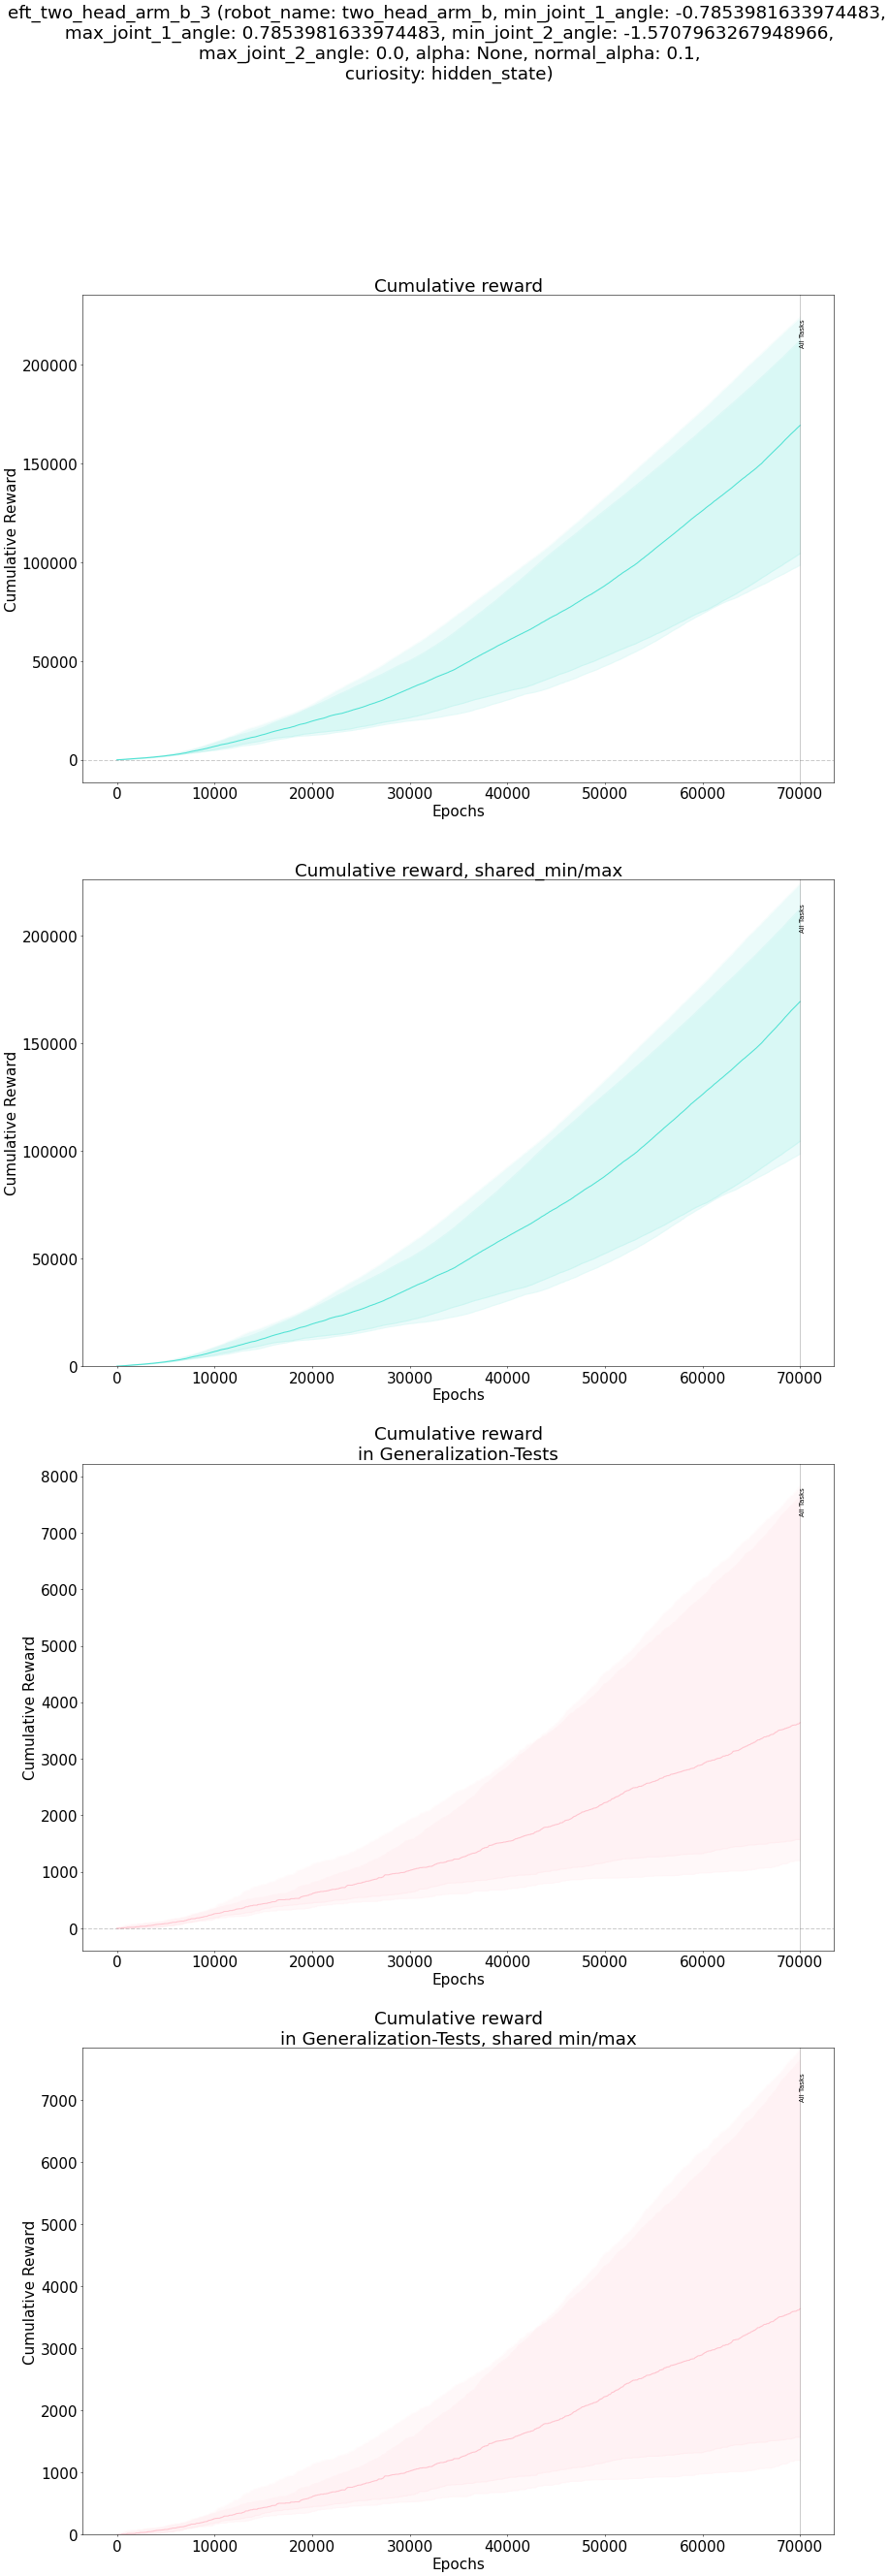 eft_two_head_arm_b_3 (robot_name: two_head_arm_b, min_joint_1_angle: -0.7853981633974483,
max_joint_1_angle: 0.7853981633974483, min_joint_2_angle: -1.5707963267948966,
max_joint_2_angle: 0.0, alpha: None, normal_alpha: 0.1,
curiosity: hidden_state)
Cumulative reward
All Tasks
Cumulative Reward
200000
150000
100000
50000
0
0 10000 20000 30000 40000 50000 60000 70000
Epochs
Cumulative reward, shared_min/max
All Tasks
Cumulative Reward
200000
150000
100000
50000
0
0 10000 20000 30000 40000 50000 60000 70000
Epochs
Cumulative reward
in Generalization-Tests
All Tasks
Cumulative Reward
8000
7000
6000
5000
4000
3000
2000
1000
0
0 10000 20000 30000 40000 50000 60000 70000
Epochs
Cumulative reward
in Generalization-Tests, shared min/max
All Tasks
Cumulative Reward
7000
6000
5000
4000
3000
2000
1000
0
0 10000 20000 30000 40000 50000 60000 70000
Epochs